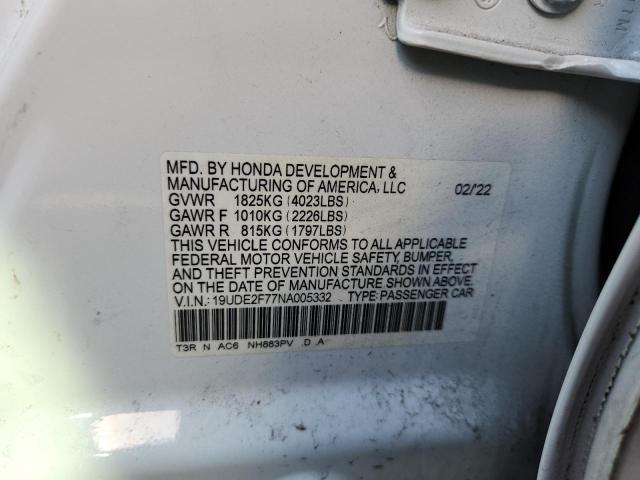 MFD. BY HONDA DEVELOPMENT &
MANUFACTURING OF AMERICA, LLC 02/22
GVWR 1825KG (4023LBS)
GAWR F 1010KG (2226LBS)
GAWR R 815KG (1797LBS)
THIS VEHICLE CONFORMS TO ALL APPLICABLE
FEDERAL MOTOR VEHICLE SAFETY, BUMPER,
AND THEFT PREVENTION STANDARDS IN EFFECT
ON THE DATE OF MANUFACTURE SHOWN ABOVE.
V.I.N.: 19UDE2F77NA005332 TYPE: PASSENGER CAR
T3R N AC6 NH883PV D A